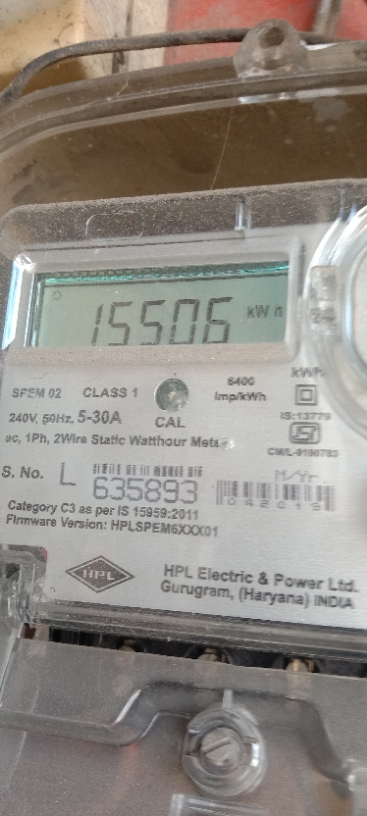 15506 kWh
kWh
SPEM 02 CLASS 1 6400 Imp/kWh
240V, 50Hz, 5-30A CAL IS:13779
ac, 1Ph, 2Wire Static Watthour Meter
S. No. L 635893 M/Yr.
042019
Category C3 as per IS 15959:2011
Firmware Version: HPLSPEM6XXX01
HPL
HPL Electric & Power Ltd.
Gurugram, (Haryana) INDIA